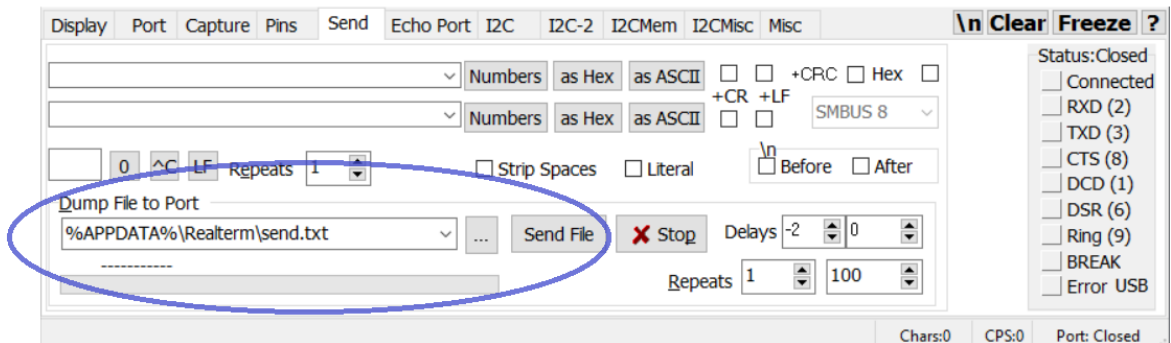 Display Port Capture Pins Send Echo Port I2C I2C-2 I2CMem I2CMisc Misc \n Clear Freeze ?
Status:Closed
Numbers as Hex as ASCII +CRC Hex
Connected
+CR +LF
RXD (2)
Numbers as Hex as ASCII SMBUS 8
TXD (3)
\n
0 ^C LF Repeats 1 Strip Spaces Literal Before After
CTS (8)
DCD (1)
Dump File to Port
DSR (6)
%APPDATA%\Realterm\send.txt ... Send File Stop Delays -2 0
Ring (9)
-----------
BREAK
Repeats 1 100
Error USB
Chars:0 CPS:0 Port: Closed